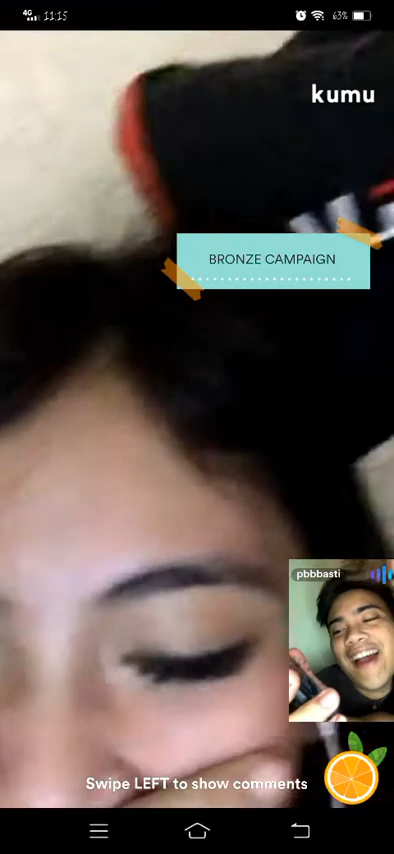 4G 11:15 63%
kumu
BRONZE CAMPAIGN
pbbbasti
Swipe LEFT to show comments